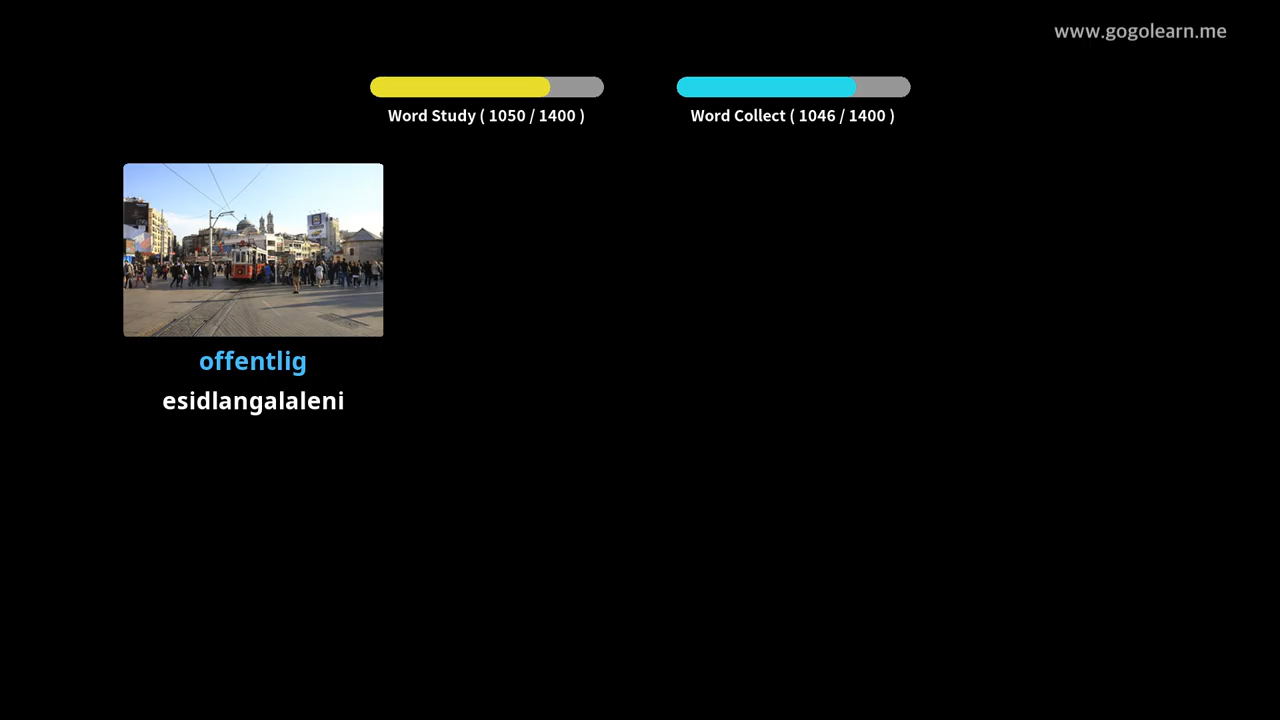 www.gogolearn.me
Word Study ( 1050 / 1400 )
Word Collect ( 1046 / 1400 )
offentlig
esidlangalaleni